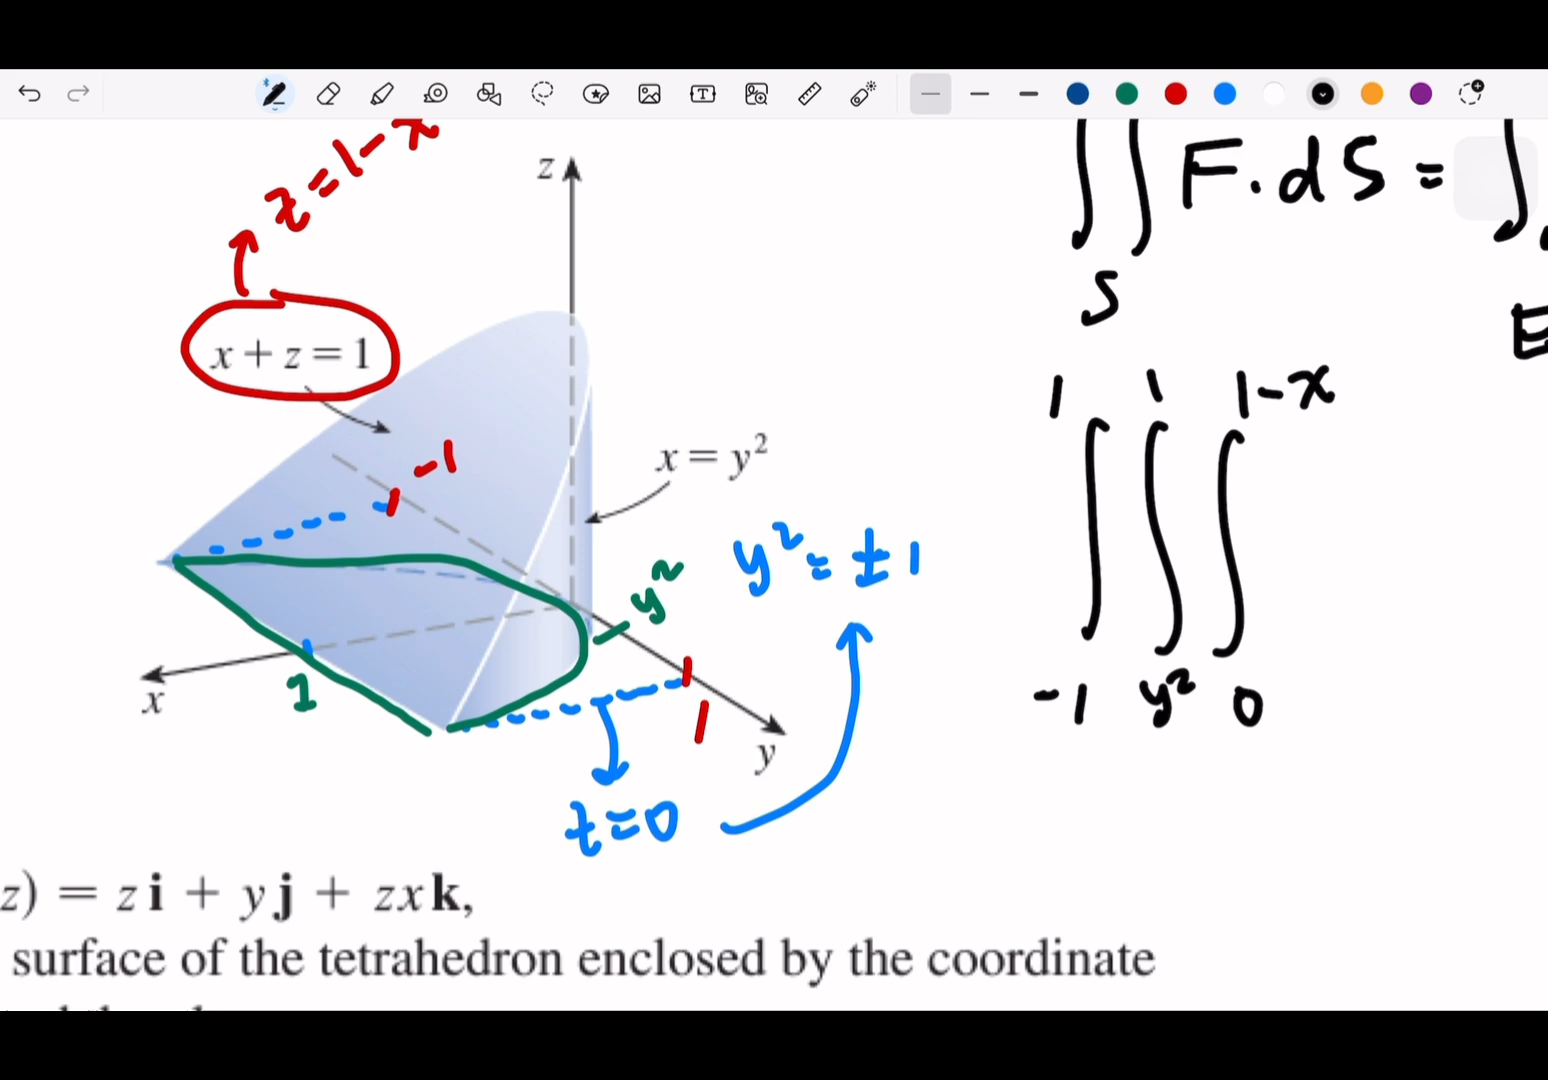 z = 1 - x
z
∫∫ F . d S = ∫
S
E
x + z = 1
-1
x = y²
1 1 1 - x
∫ ∫ ∫
-1 y² 0
y² = ± 1
y²
x
1
1
y
z = 0
z) = z i + y j + zx k,
surface of the tetrahedron enclosed by the coordinate